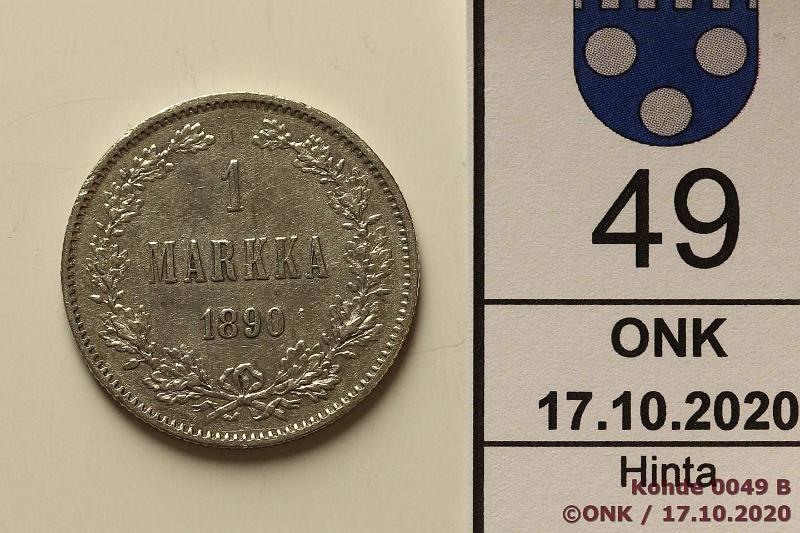 1
MARKKA
1890
49
ONK
17.10.2020
Hinta
Kohde 0049 B
©ONK / 17.10.2020